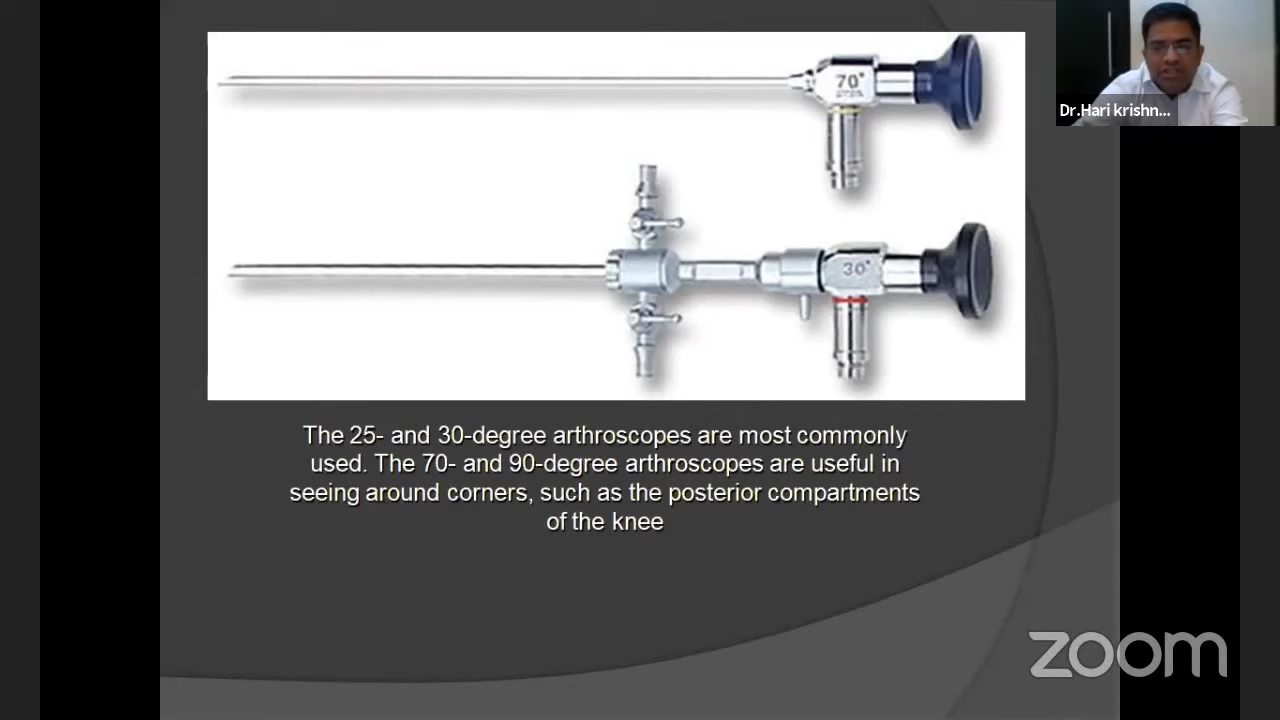 70°
30°
Dr.Hari krishn...
The 25- and 30-degree arthroscopes are most commonly
used. The 70- and 90-degree arthroscopes are useful in
seeing around corners, such as the posterior compartments
of the knee
zoom